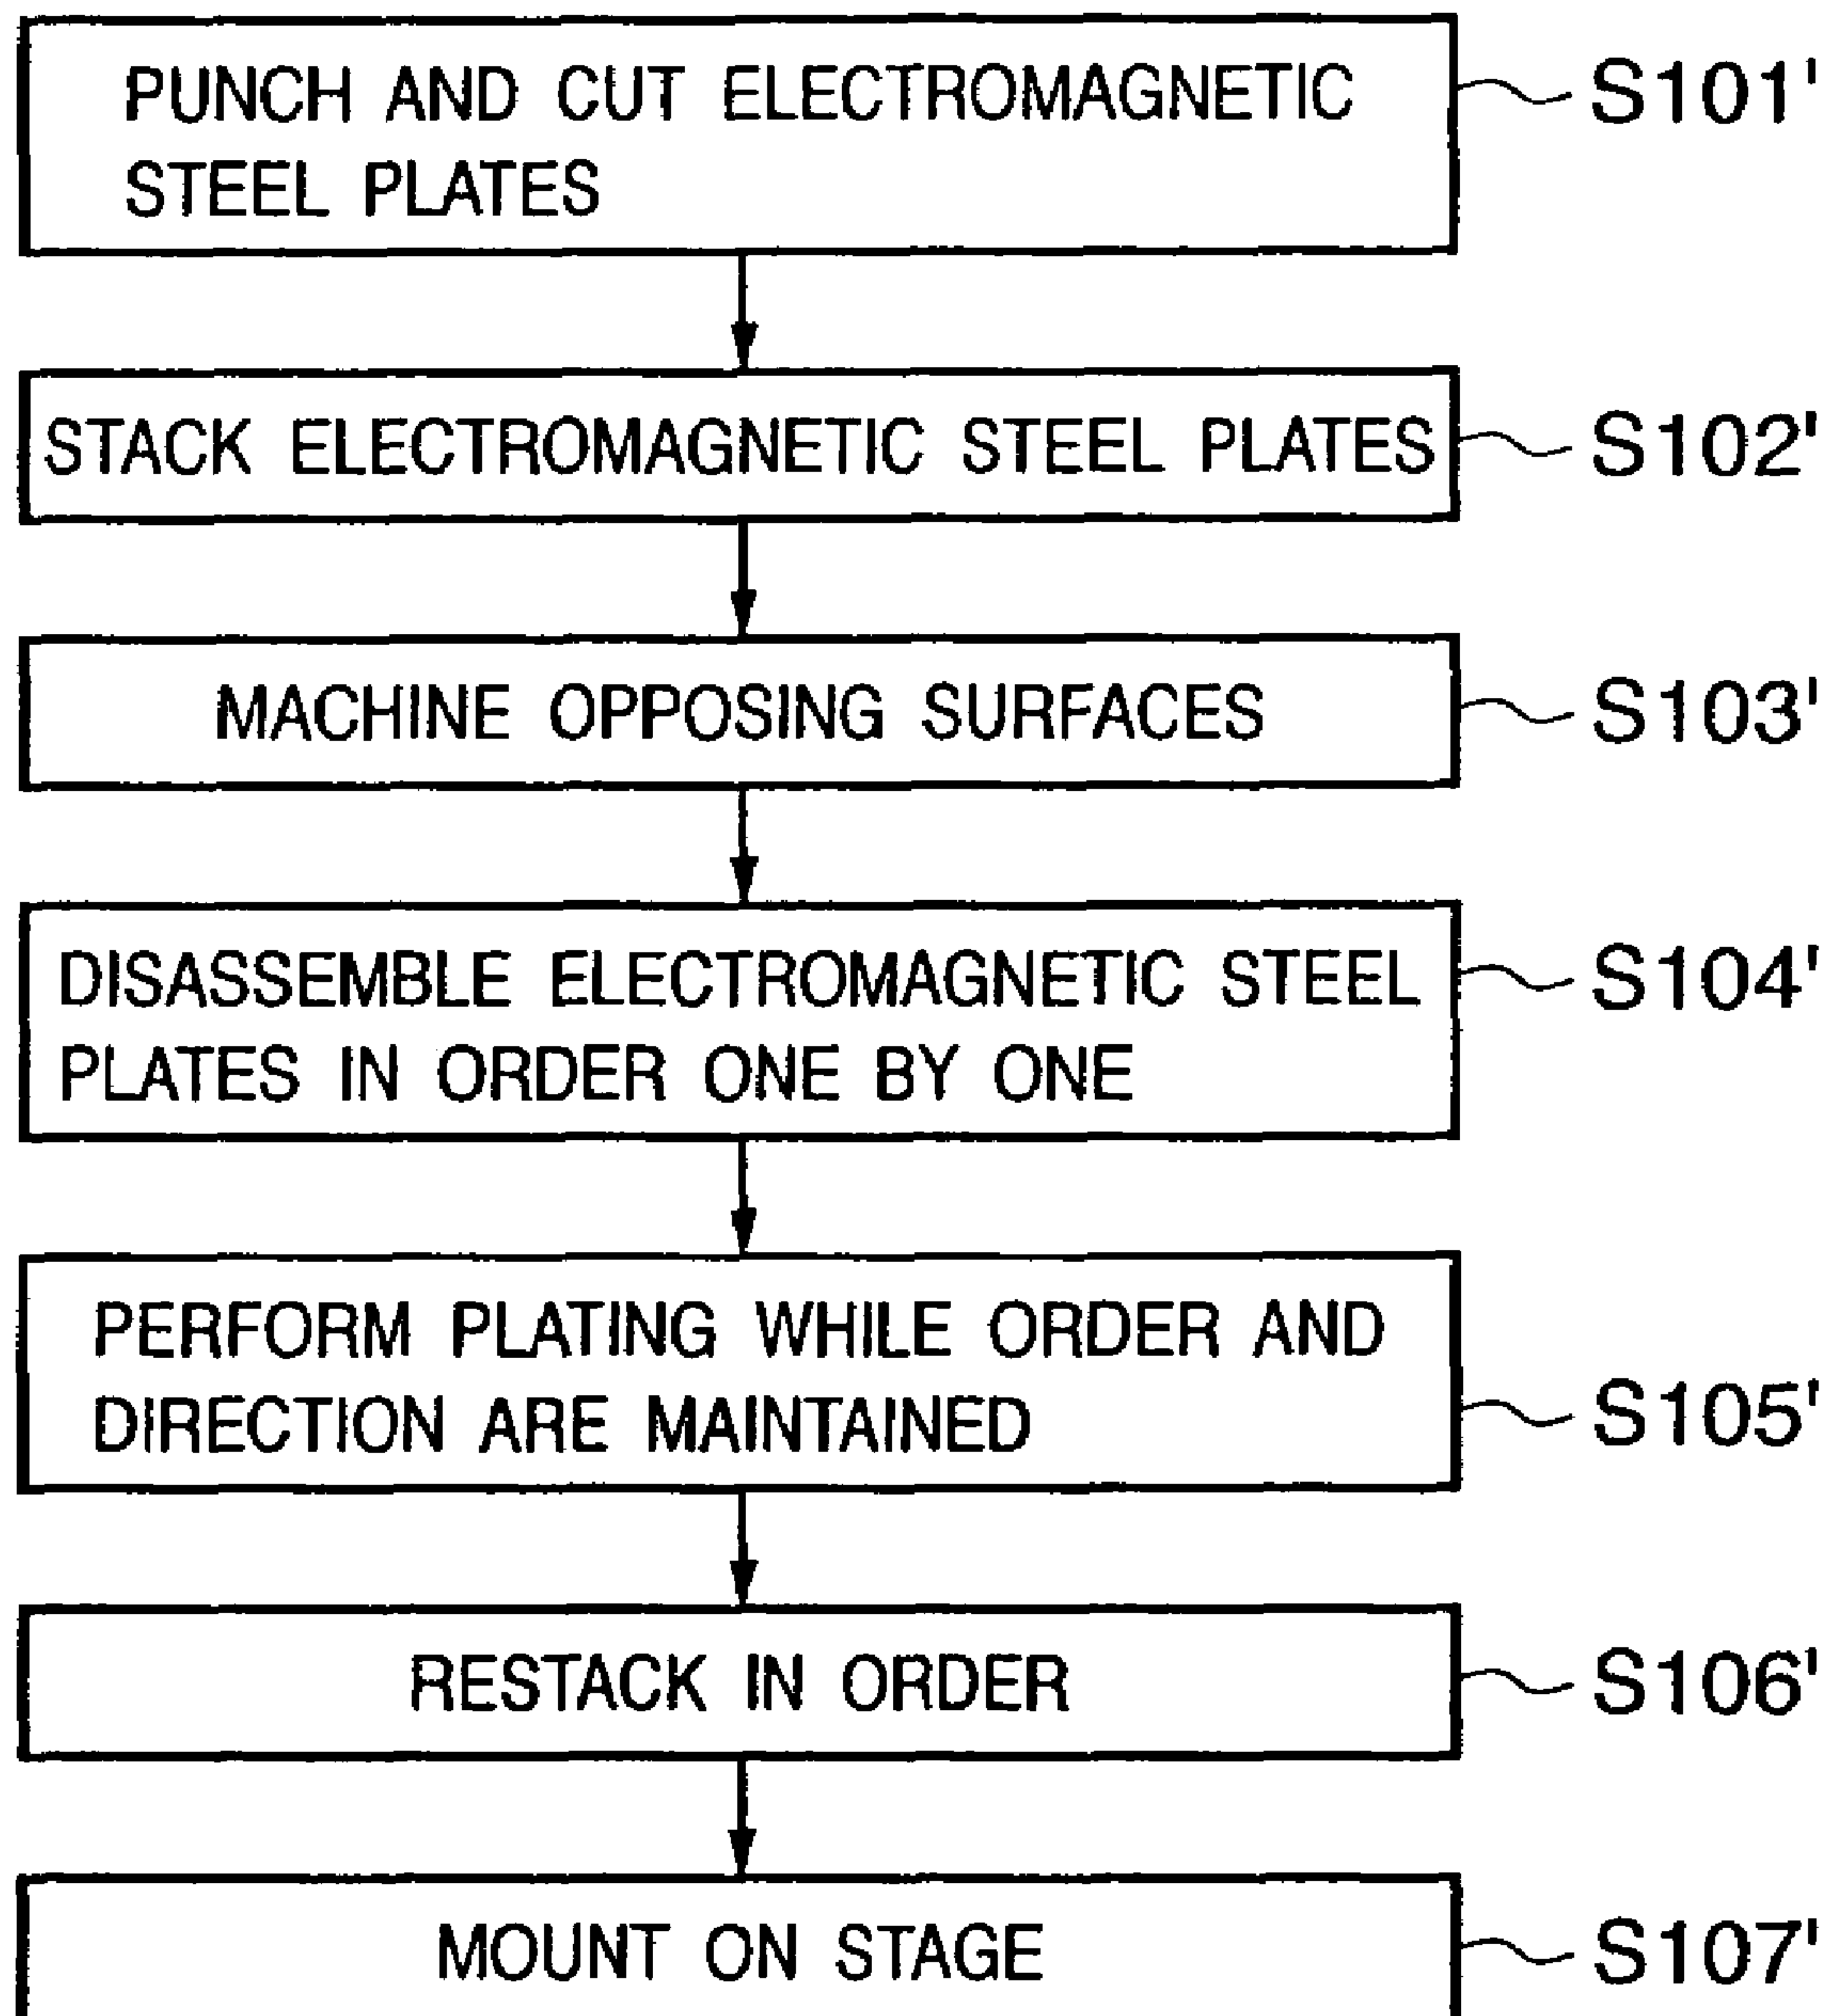 PUNCH AND CUT ELECTROMAGNETIC
STEEL PLATES
S101'
STACK ELECTROMAGNETIC STEEL PLATES
S102'
MACHINE OPPOSING SURFACES
S103'
DISASSEMBLE ELECTROMAGNETIC STEEL
PLATES IN ORDER ONE BY ONE
S104'
PERFORM PLATING WHILE ORDER AND
DIRECTION ARE MAINTAINED
S105'
RESTACK IN ORDER
S106'
MOUNT ON STAGE
S107'